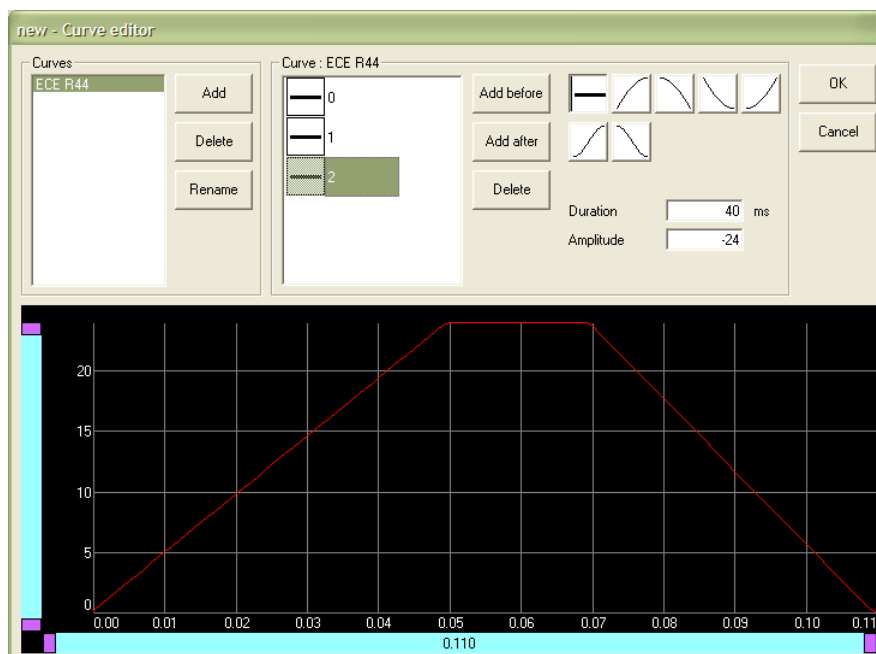 new - Curve editor
Curves
ECE R44
Add
Delete
Rename
Curve : ECE R44
0
1
2
Add before
Add after
Delete
Duration 40 ms
Amplitude -24
OK
Cancel
20
15
10
5
0
0.00 0.01 0.02 0.03 0.04 0.05 0.06 0.07 0.08 0.09 0.10 0.11
0.110